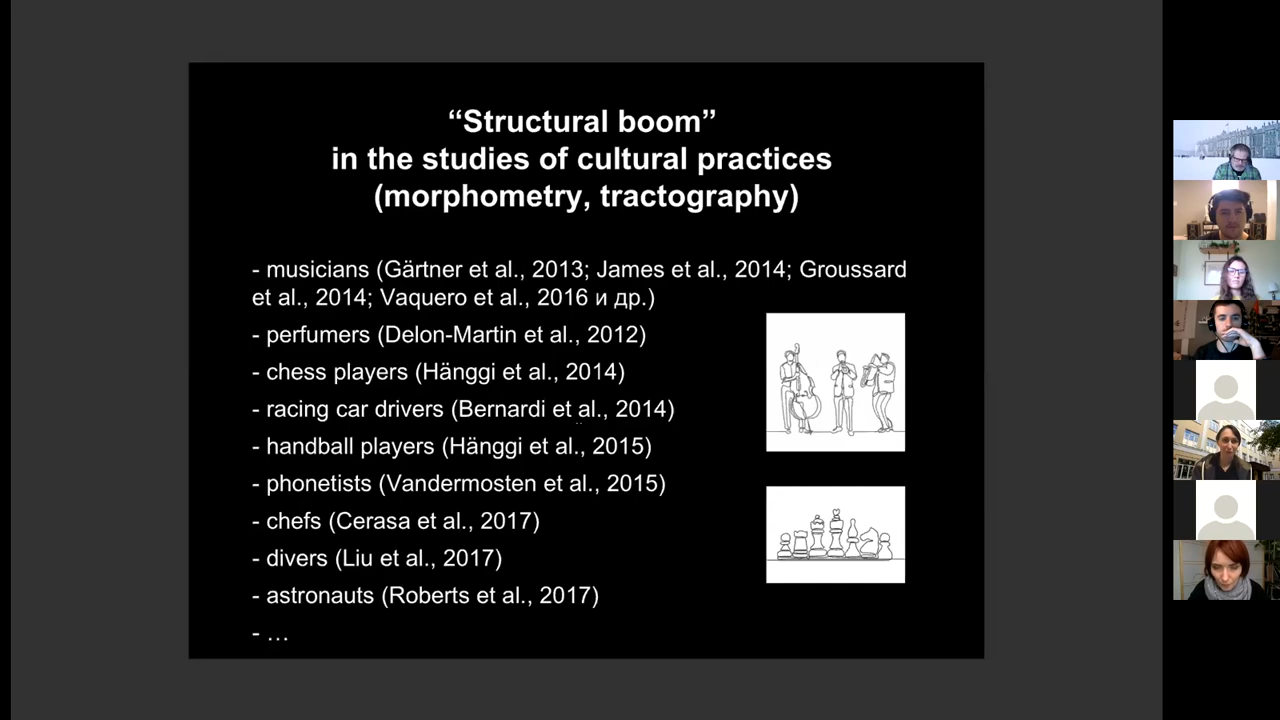 “Structural boom”
in the studies of cultural practices
(morphometry, tractography)
- musicians (Gärtner et al., 2013; James et al., 2014; Groussard
et al., 2014; Vaquero et al., 2016 и др.)
- perfumers (Delon-Martin et al., 2012)
- chess players (Hänggi et al., 2014)
- racing car drivers (Bernardi et al., 2014)
- handball players (Hänggi et al., 2015)
- phonetists (Vandermosten et al., 2015)
- chefs (Cerasa et al., 2017)
- divers (Liu et al., 2017)
- astronauts (Roberts et al., 2017)
- …